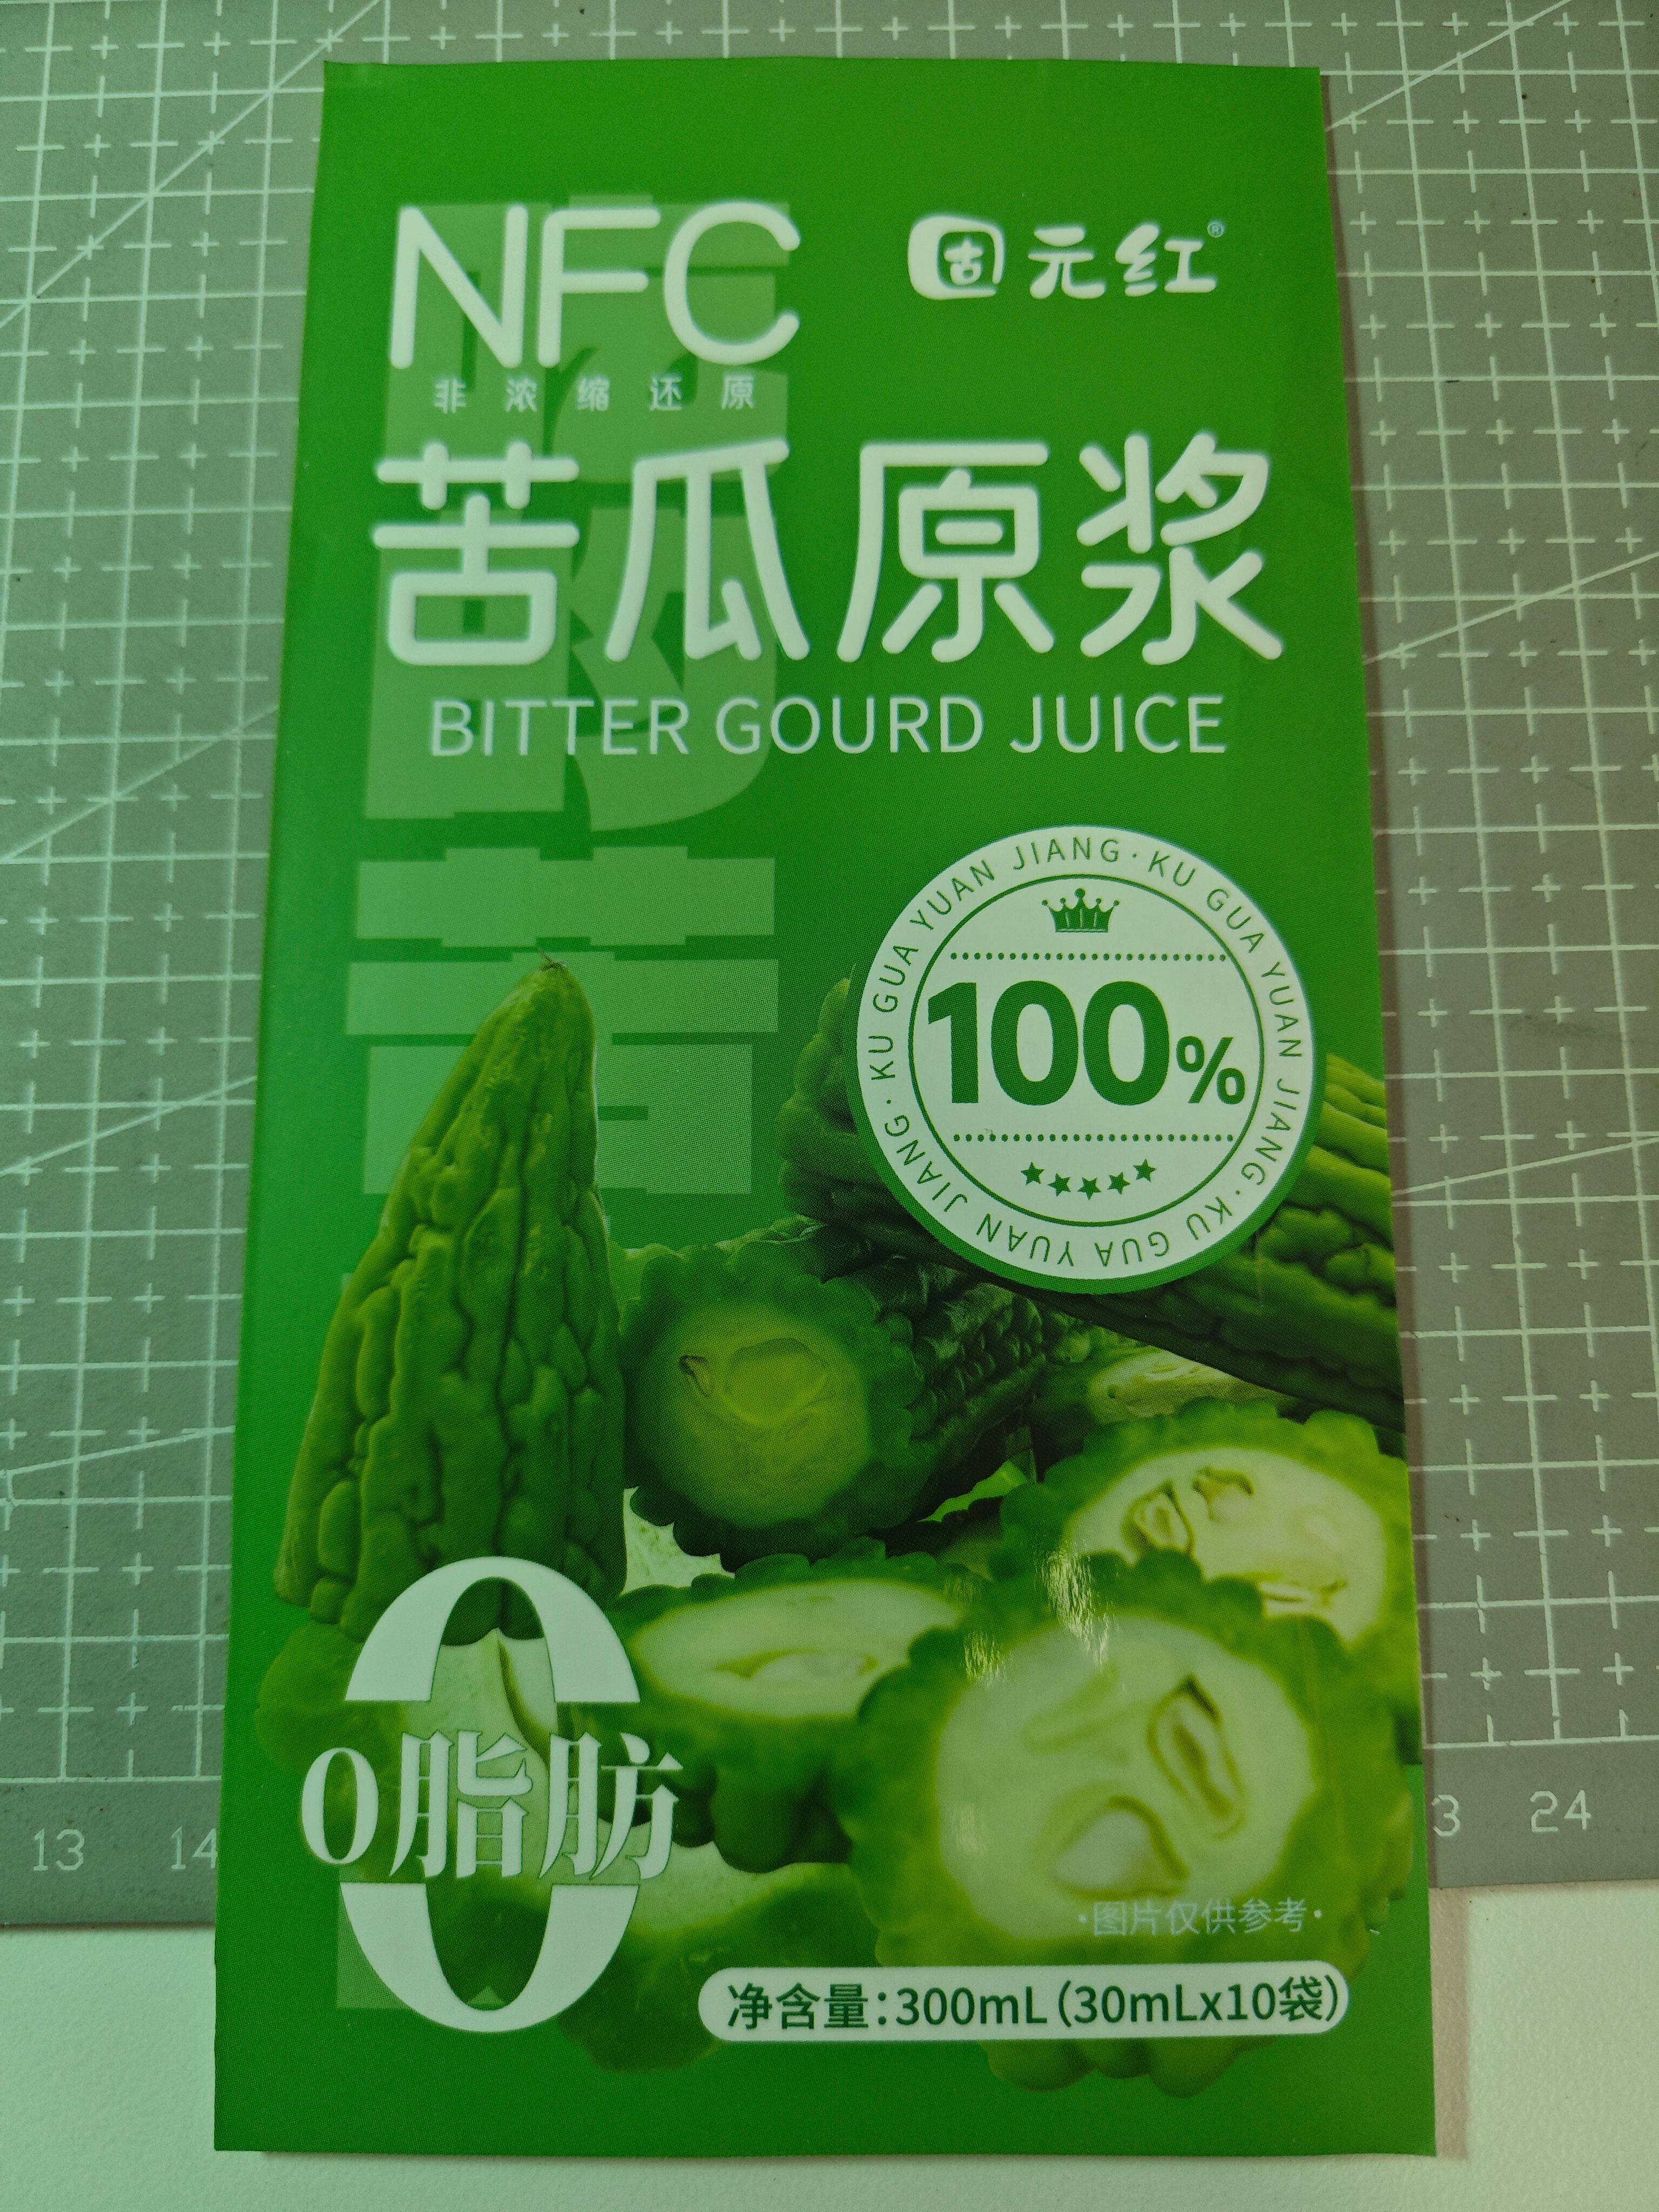 NFC
固元红®
非浓缩还原
苦瓜原浆
BITTER GOURD JUICE
KU GUA YUAN JIANG·KU GUA YUAN JIANG·KU GUA YUAN JIANG·
100%
0脂肪
·图片仅供参考·
净含量:300mL(30mLx10袋)
13 14 3 24